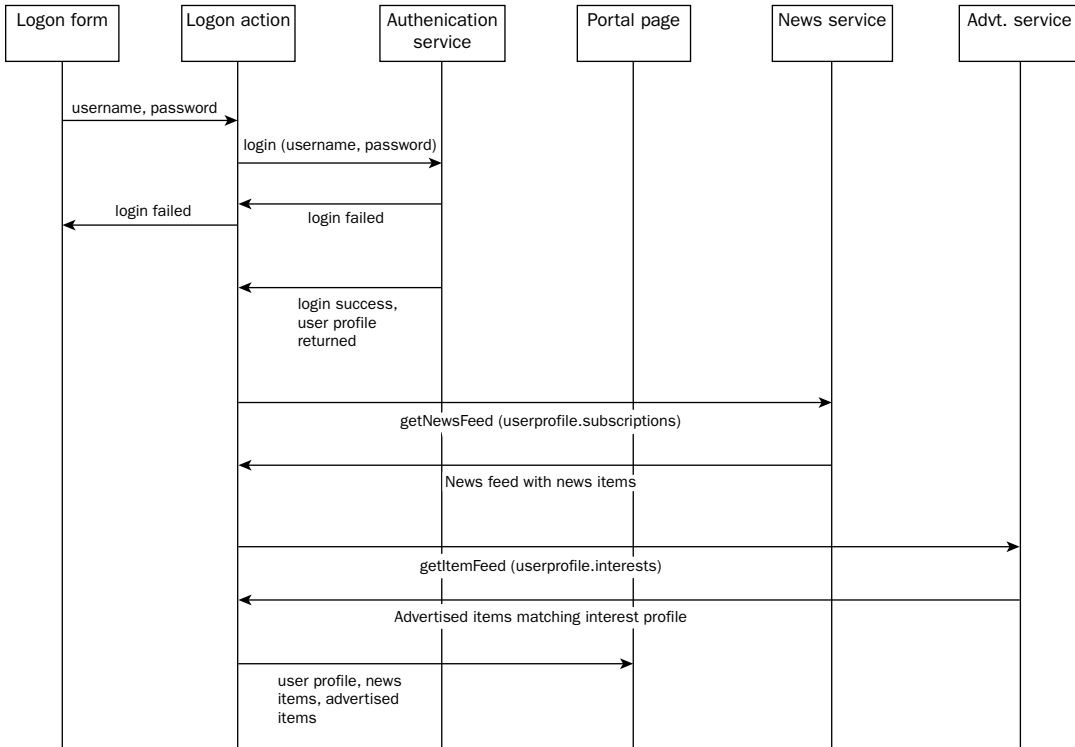 Logon form
Logon action
Authenication
service
Portal page
News service
Advt. service
username, password
login (username, password)
login failed
login failed
login success,
user profile
returned
getNewsFeed (userprofile.subscriptions)
News feed with news items
getItemFeed (userprofile.interests)
Advertised items matching interest profile
user profile, news
items, advertised
items